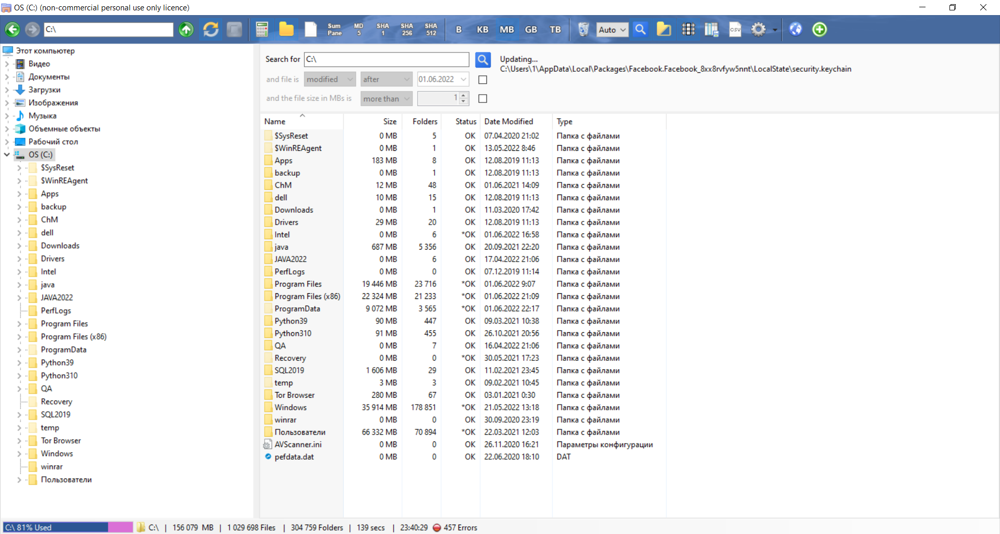 OS (C:) (non-commercial personal use only licence)
C:\
Sum Pane
MD 5
SHA 1
SHA 256
SHA 512
B KB MB GB TB
Auto
CSV
Этот компьютер
Видео
Документы
Загрузки
Изображения
Музыка
Объемные объекты
Рабочий стол
OS (C:)
$SysReset
$WinREAgent
Apps
backup
ChM
dell
Downloads
Drivers
Intel
java
JAVA2022
PerfLogs
Program Files
Program Files (x86)
ProgramData
Python39
Python310
QA
Recovery
SQL2019
temp
Tor Browser
Windows
winrar
Пользователи
Search for C:\
Updating...
C:\Users\1\AppData\Local\Packages\Facebook.Facebook_8xx8rvfyw5nnt\LocalState\security.keychain
and file is modified after 01.06.2022
and the file size in MBs is more than 1
Name Size Folders Status Date Modified Type
$SysReset 0 MB 5 OK 07.04.2020 21:02 Папка с файлами
$WinREAgent 0 MB 1 OK 13.05.2022 8:46 Папка с файлами
Apps 183 MB 8 OK 12.08.2019 11:13 Папка с файлами
backup 0 MB 1 OK 12.08.2019 11:13 Папка с файлами
ChM 12 MB 48 OK 01.06.2021 14:09 Папка с файлами
dell 10 MB 15 OK 12.08.2019 11:13 Папка с файлами
Downloads 0 MB 1 OK 11.03.2020 17:42 Папка с файлами
Drivers 29 MB 20 OK 12.08.2019 11:13 Папка с файлами
Intel 0 MB 6 *OK 01.06.2022 16:58 Папка с файлами
java 687 MB 5 356 OK 20.09.2021 22:20 Папка с файлами
JAVA2022 0 MB 6 OK 17.04.2022 21:06 Папка с файлами
PerfLogs 0 MB 0 OK 07.12.2019 11:14 Папка с файлами
Program Files 19 446 MB 23 716 *OK 01.06.2022 9:07 Папка с файлами
Program Files (x86) 22 324 MB 21 233 *OK 01.06.2022 21:09 Папка с файлами
ProgramData 9 072 MB 3 565 *OK 01.06.2022 22:17 Папка с файлами
Python39 90 MB 447 OK 09.03.2021 10:38 Папка с файлами
Python310 91 MB 455 OK 26.10.2021 20:56 Папка с файлами
QA 0 MB 7 OK 16.04.2022 21:06 Папка с файлами
Recovery 0 MB 0 *OK 30.05.2021 17:23 Папка с файлами
SQL2019 1 606 MB 29 OK 11.02.2021 23:45 Папка с файлами
temp 3 MB 3 OK 09.02.2021 10:45 Папка с файлами
Tor Browser 280 MB 67 OK 03.01.2021 0:30 Папка с файлами
Windows 35 914 MB 178 851 *OK 21.05.2022 13:18 Папка с файлами
winrar 0 MB 0 OK 30.09.2020 23:19 Папка с файлами
Пользователи 66 332 MB 70 894 *OK 22.03.2021 12:03 Папка с файлами
AVScanner.ini 0 MB 0 OK 26.11.2020 16:21 Параметры конфигурации
pefdata.dat 0 MB 0 OK 22.06.2020 18:10 DAT
C:\ 81% Used C:\ | 156 079 MB | 1 029 698 Files | 304 759 Folders | 139 secs | 23:40:29 457 Errors